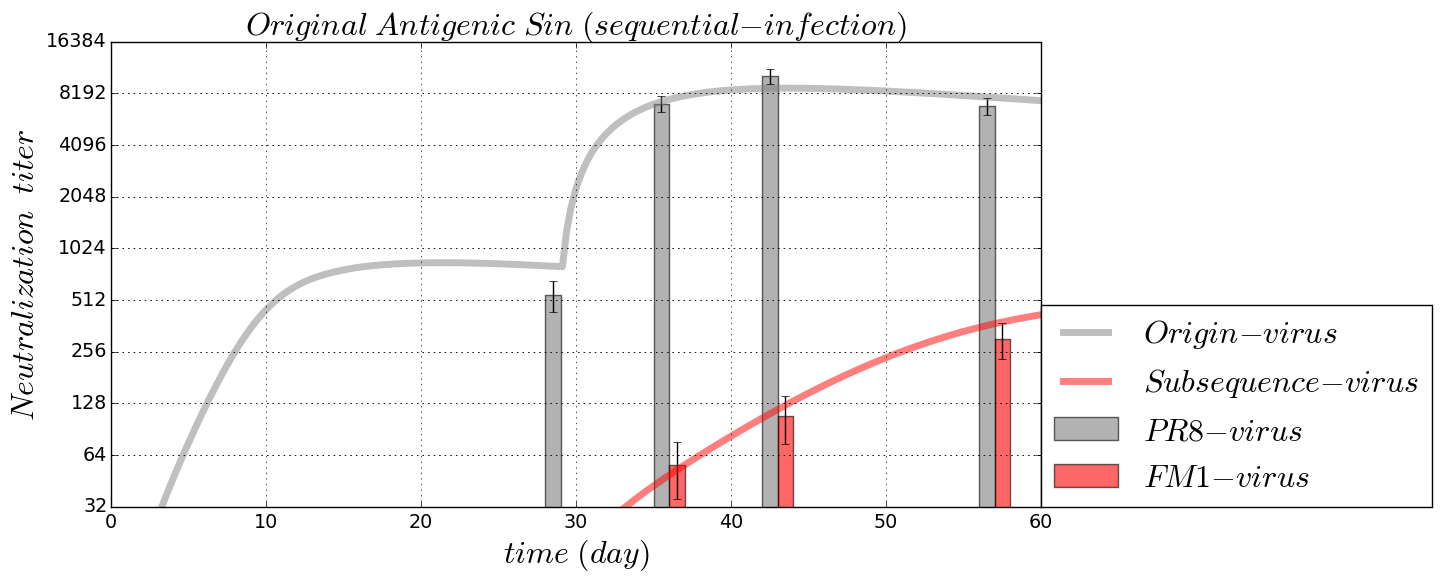 Original Antigenic Sin (sequential−infection)
Neutralization titer
16384
8192
4096
2048
1024
512
256
128
64
32
0 10 20 30 40 50 60
time (day)
Origin−virus
Subsequence−virus
PR8−virus
FM1−virus